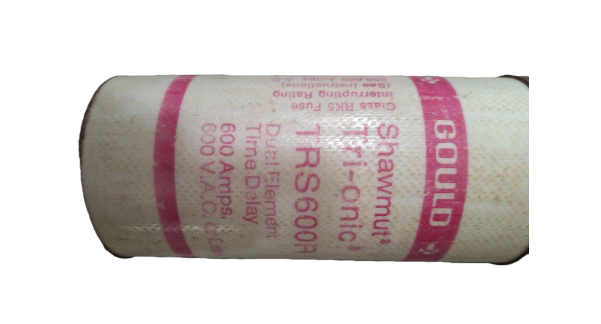 GOULD
Shawmut®
Tri-onic®
TRS600R
Dual Element
Time Delay
600 Amps.
600 V.A.C. or
Class RK5 Fuse
Interrupting Rating
(See Instructions)